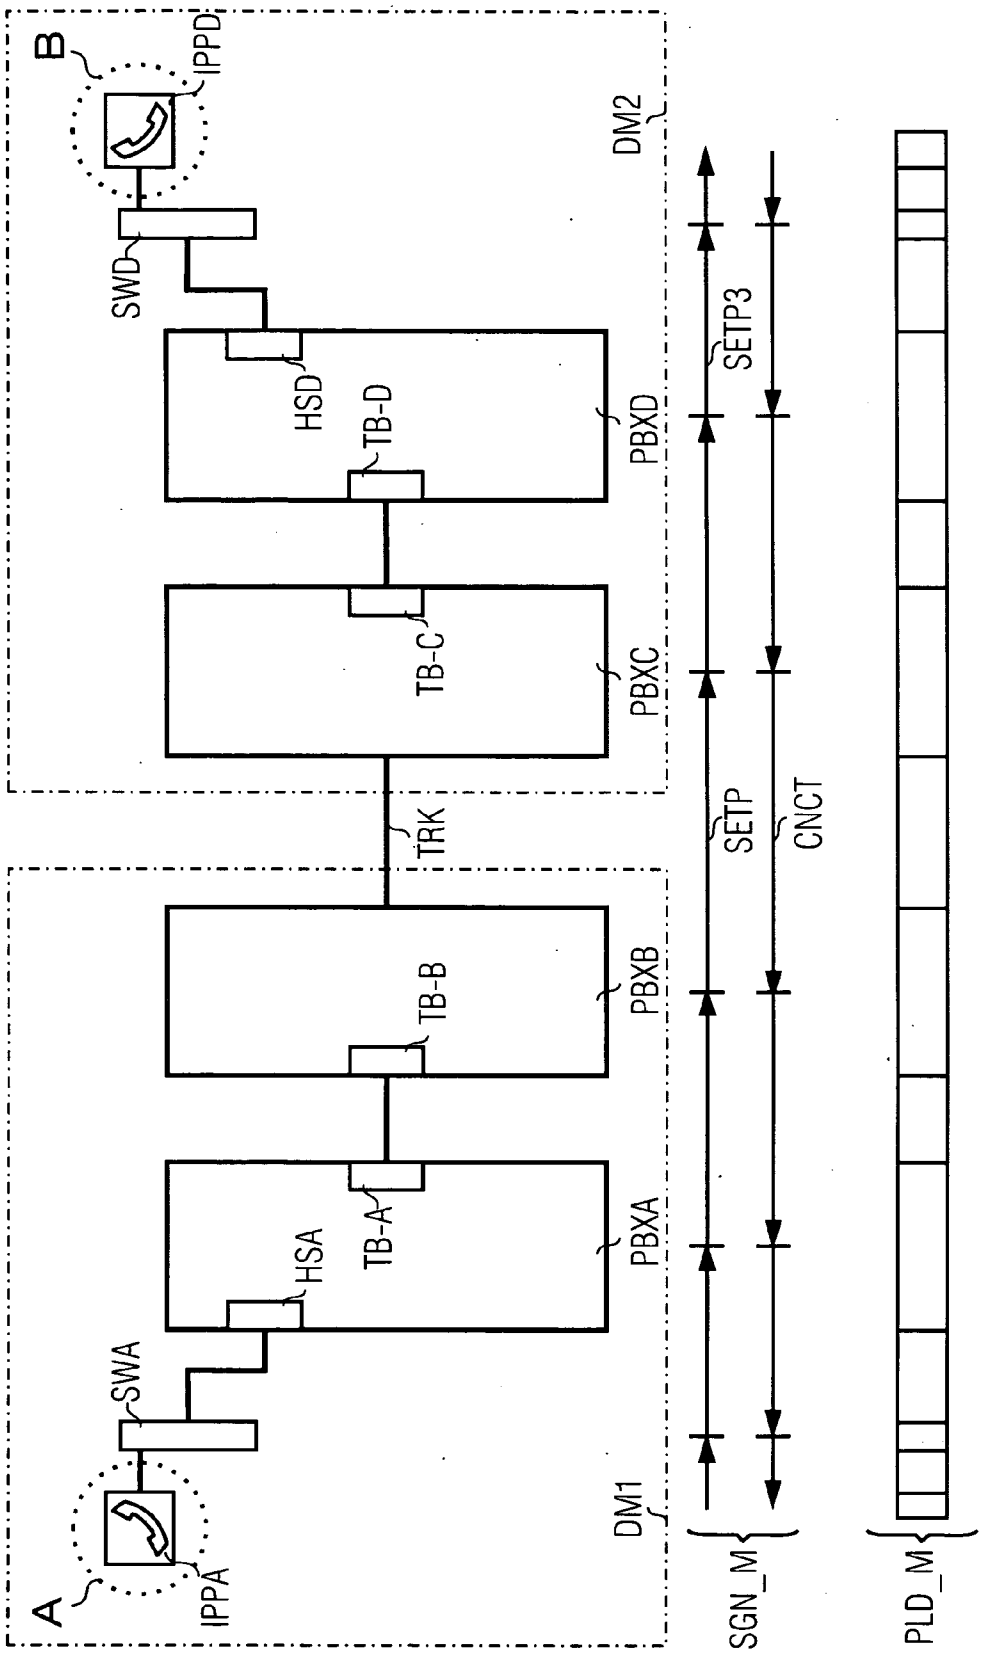 A
B
IPPA
SWA
HSA
TB-A
TB-B
TRK
TB-C
TB-D
HSD
SWD
IPPD
DM1
PBXA
PBXB
PBXC
PBXD
DM2
SGN_M
SETP
SETP3
CNCT
PLD_M